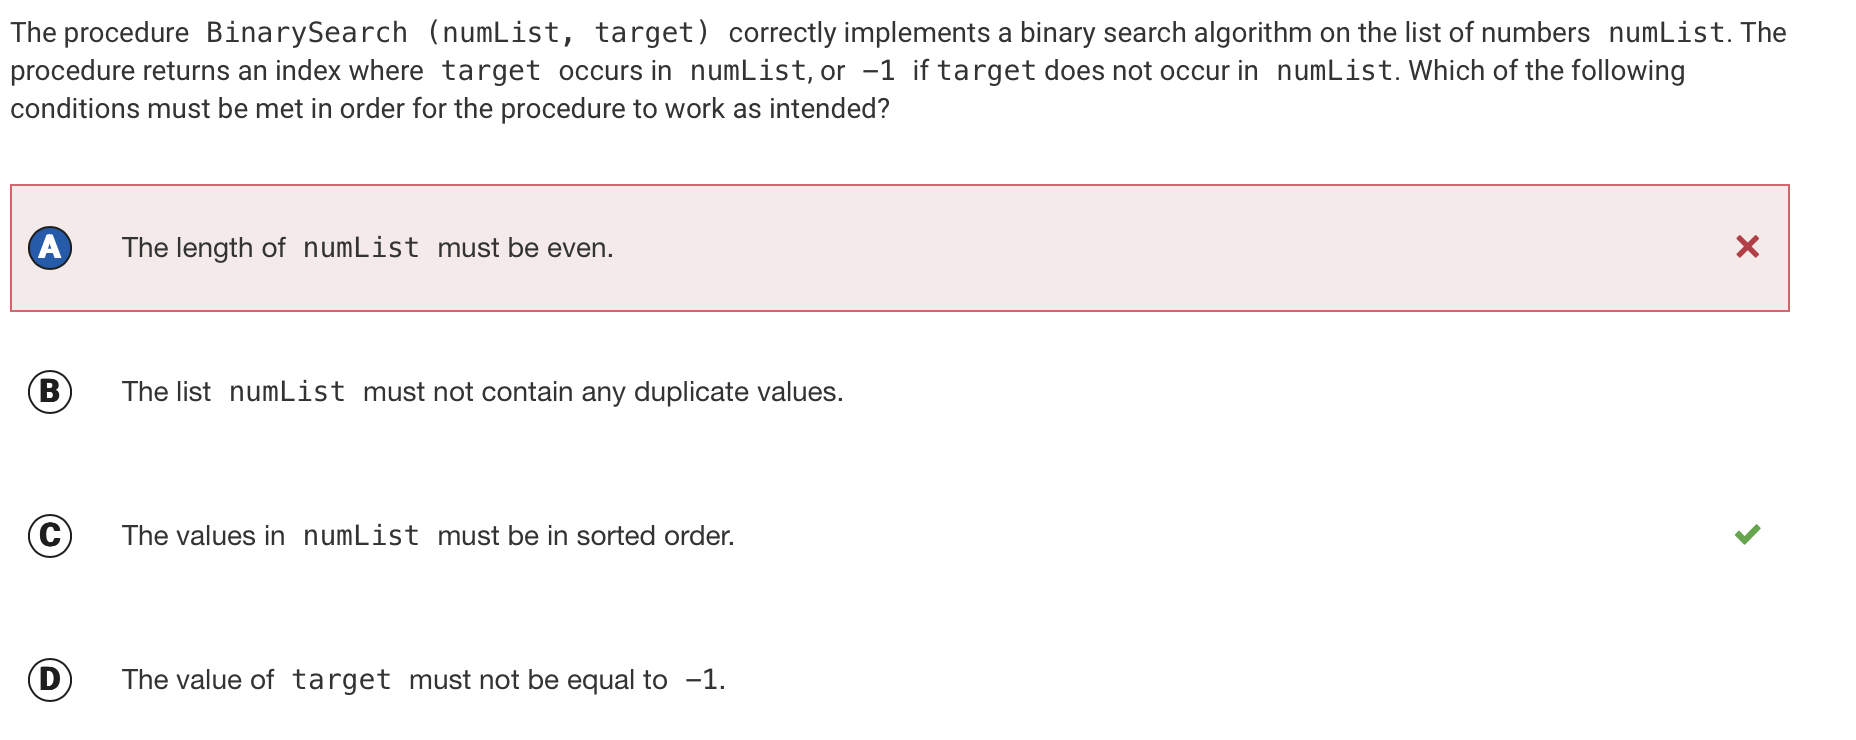 The procedure BinarySearch (numList, target) correctly implements a binary search algorithm on the list of numbers numList. The
procedure returns an index where target occurs in numList, or −1 if target does not occur in numList. Which of the following
conditions must be met in order for the procedure to work as intended?
A The length of numList must be even.
B The list numList must not contain any duplicate values.
C The values in numList must be in sorted order.
D The value of target must not be equal to −1.